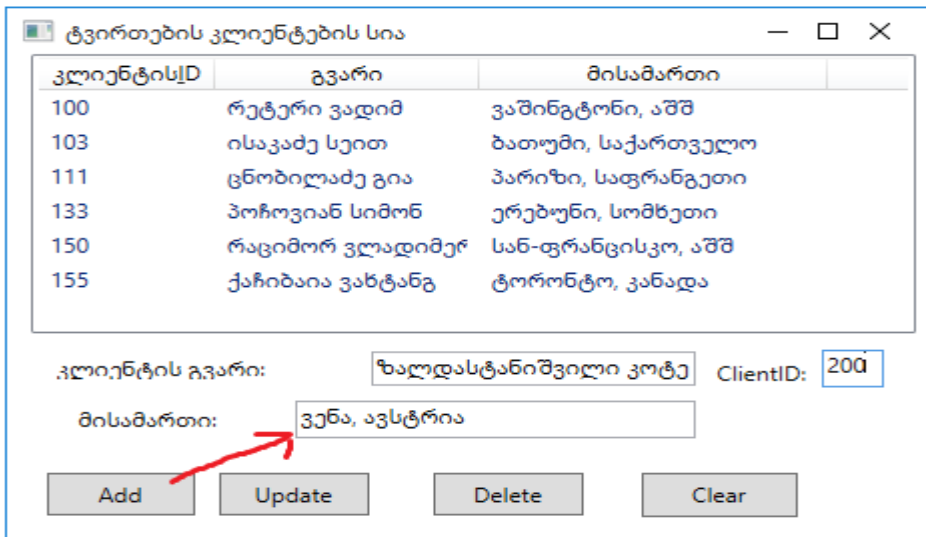 ტვირთების კლიენტების სია
კლიენტისID გვარი მისამართი
100 რეტერი ვადიმ ვაშინგტონი, აშშ
103 ისაკაძე სეით ბათუმი, საქართველო
111 ცნობილაძე გია პარიზი, საფრანგეთი
133 პოჩოვიან სიმონ ერებუნი, სომხეთი
150 რაციმორ ვლადიმერ სან-ფრანცისკო, აშშ
155 ქაჩიბაია ვახტანგ ტორონტო, კანადა
კლიენტის გვარი: ზალდასტანიშვილი კოტე ClientID: 200
მისამართი: ვენა, ავსტრია
Add Update Delete Clear